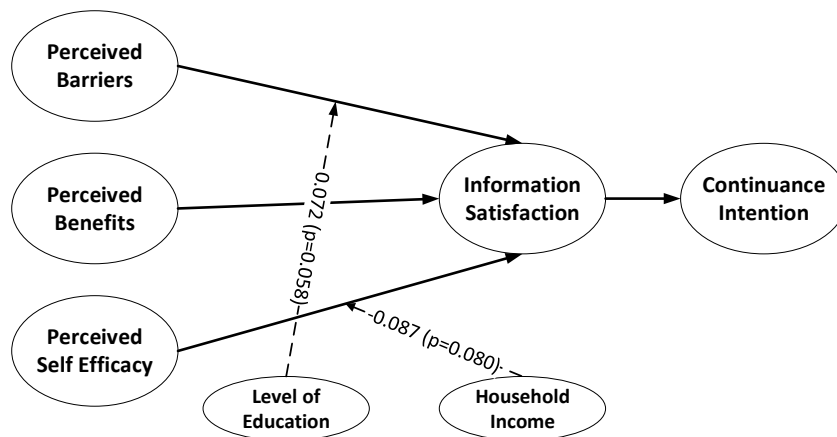 Perceived
Barriers
Perceived
Benefits
Perceived
Self Efficacy
Information
Satisfaction
Continuance
Intention
-0.072 (p=0.058)
-0.087 (p=0.080)
Level of
Education
Household
Income